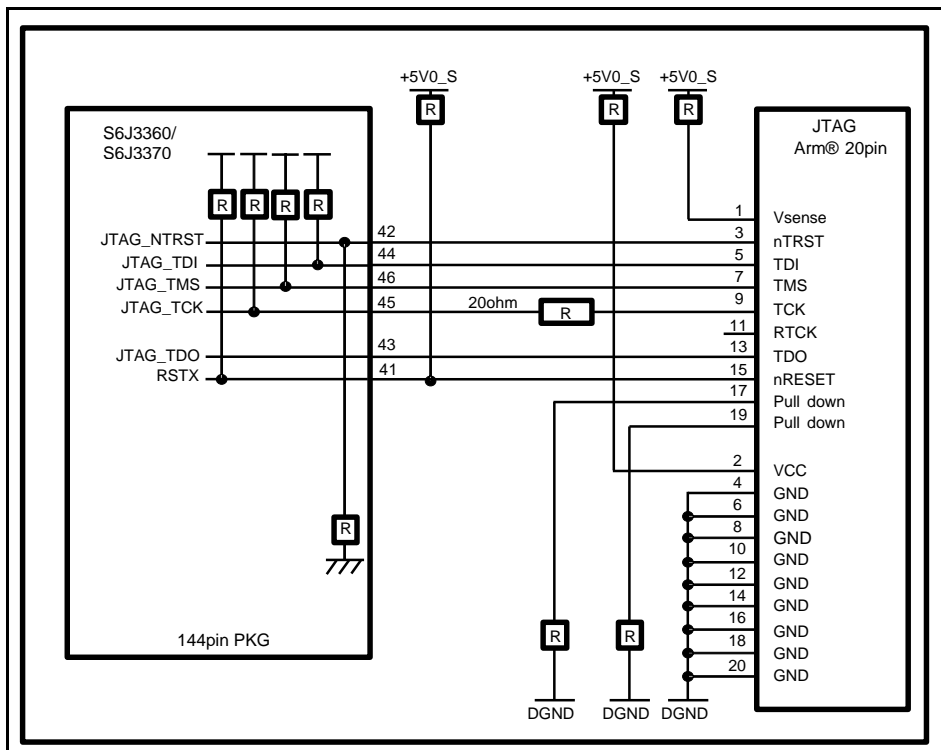 +5V0_S +5V0_S +5V0_S
R R R
S6J3360/
S6J3370
JTAG
Arm® 20pin
R R R R
JTAG_NTRST 42 3 nTRST
1 Vsense
JTAG_TDI 44 5 TDI
JTAG_TMS 46 7 TMS
JTAG_TCK 45 20ohm R 9 TCK
11 RTCK
JTAG_TDO 43 13 TDO
RSTX 41 15 nRESET
17 Pull down
19 Pull down
2 VCC
4 GND
6 GND
8 GND
R
10 GND
12 GND
14 GND
16 GND
R R
144pin PKG
18 GND
20 GND
DGND DGND DGND